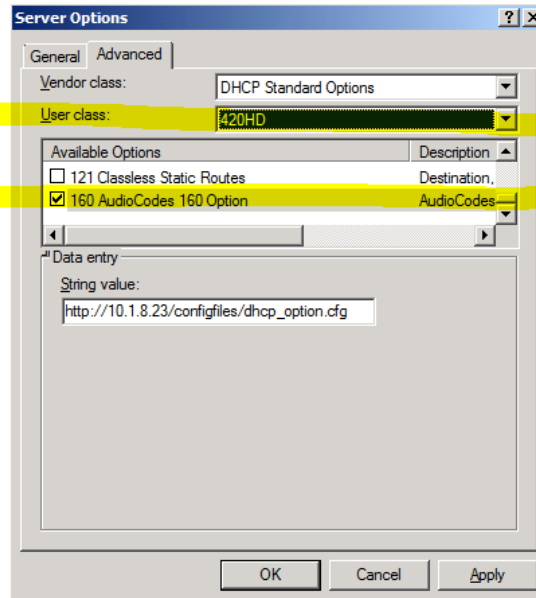 Server Options
General Advanced
Vendor class: DHCP Standard Options
User class: 420HD
Available Options Description
121 Classless Static Routes Destination,
160 AudioCodes 160 Option AudioCodes
Data entry
String value:
http://10.1.8.23/configfiles/dhcp_option.cfg
OK Cancel Apply